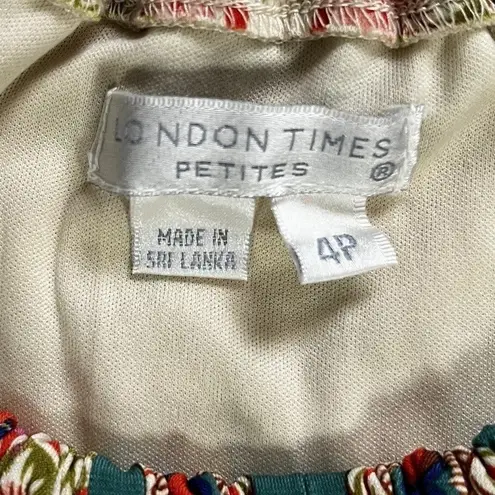 LONDON TIMES
PETITES ®
MADE IN
SRI LANKA
4P